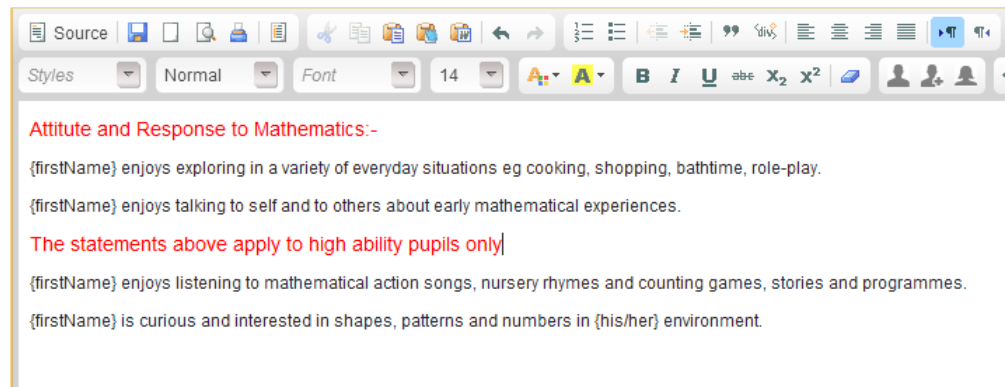 Source
Styles Normal Font 14 A A B I U abc X₂ X²
Attitute and Response to Mathematics:-
{firstName} enjoys exploring in a variety of everyday situations eg cooking, shopping, bathtime, role-play.
{firstName} enjoys talking to self and to others about early mathematical experiences.
The statements above apply to high ability pupils only
{firstName} enjoys listening to mathematical action songs, nursery rhymes and counting games, stories and programmes.
{firstName} is curious and interested in shapes, patterns and numbers in {his/her} environment.